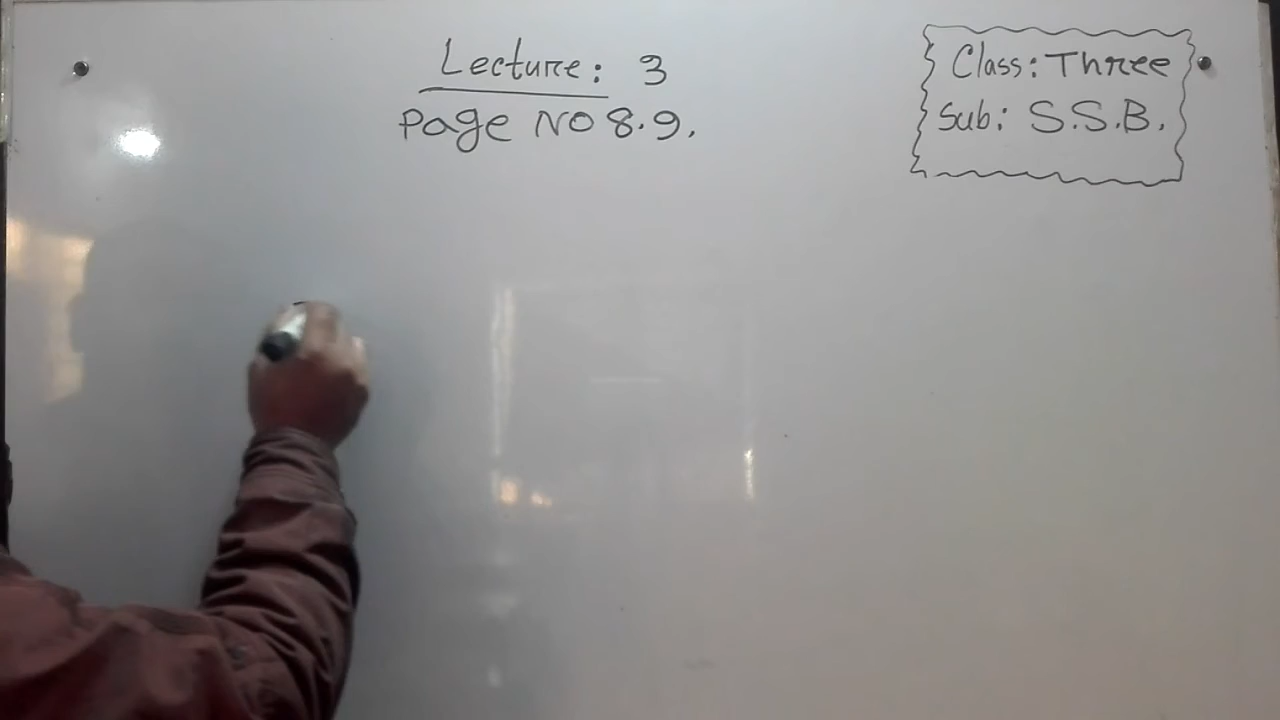 Lecture: 3
Page No 8.9.
Class: Three
Sub: S.S.B.